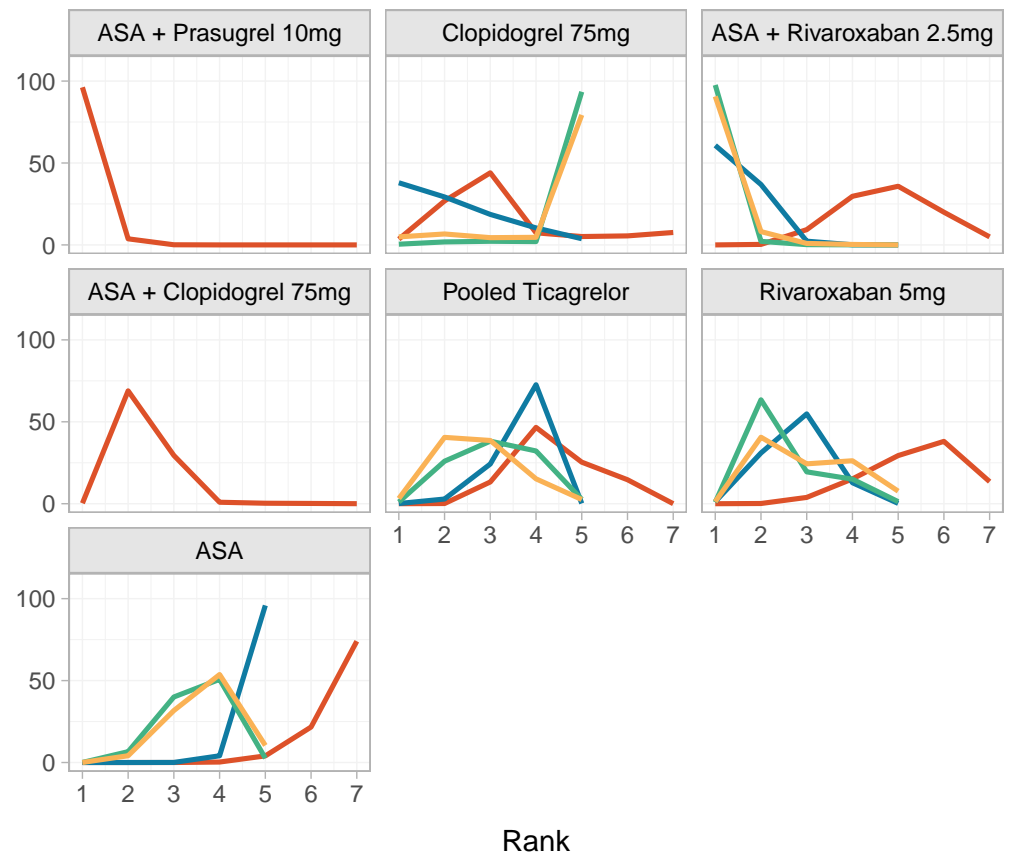 ASA + Prasugrel 10mg
Clopidogrel 75mg
ASA + Rivaroxaban 2.5mg
100
50
0
ASA + Clopidogrel 75mg
Pooled Ticagrelor
Rivaroxaban 5mg
100
50
0
1 2 3 4 5 6 7
1 2 3 4 5 6 7
ASA
100
50
0
1 2 3 4 5 6 7
Rank